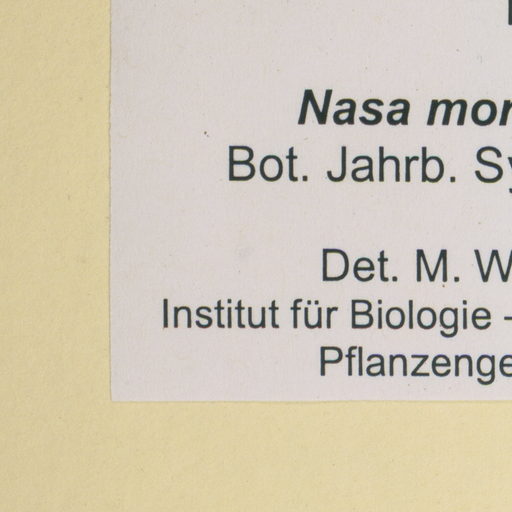 Nasa mor
Bot. Jahrb. Sy
Det. M. W
Institut für Biologie -
Pflanzenge